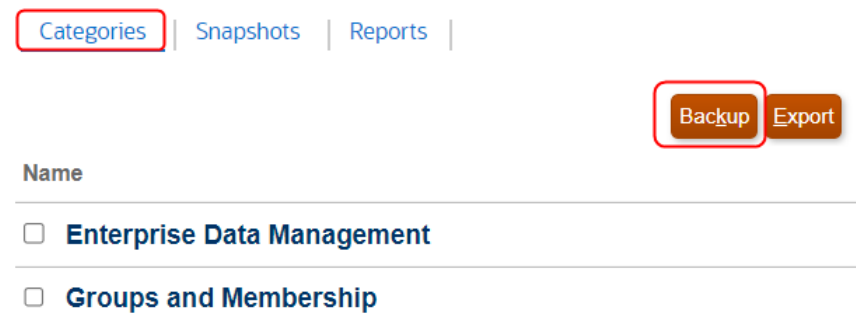 Categories | Snapshots | Reports |
Backup Export
Name
Enterprise Data Management
Groups and Membership